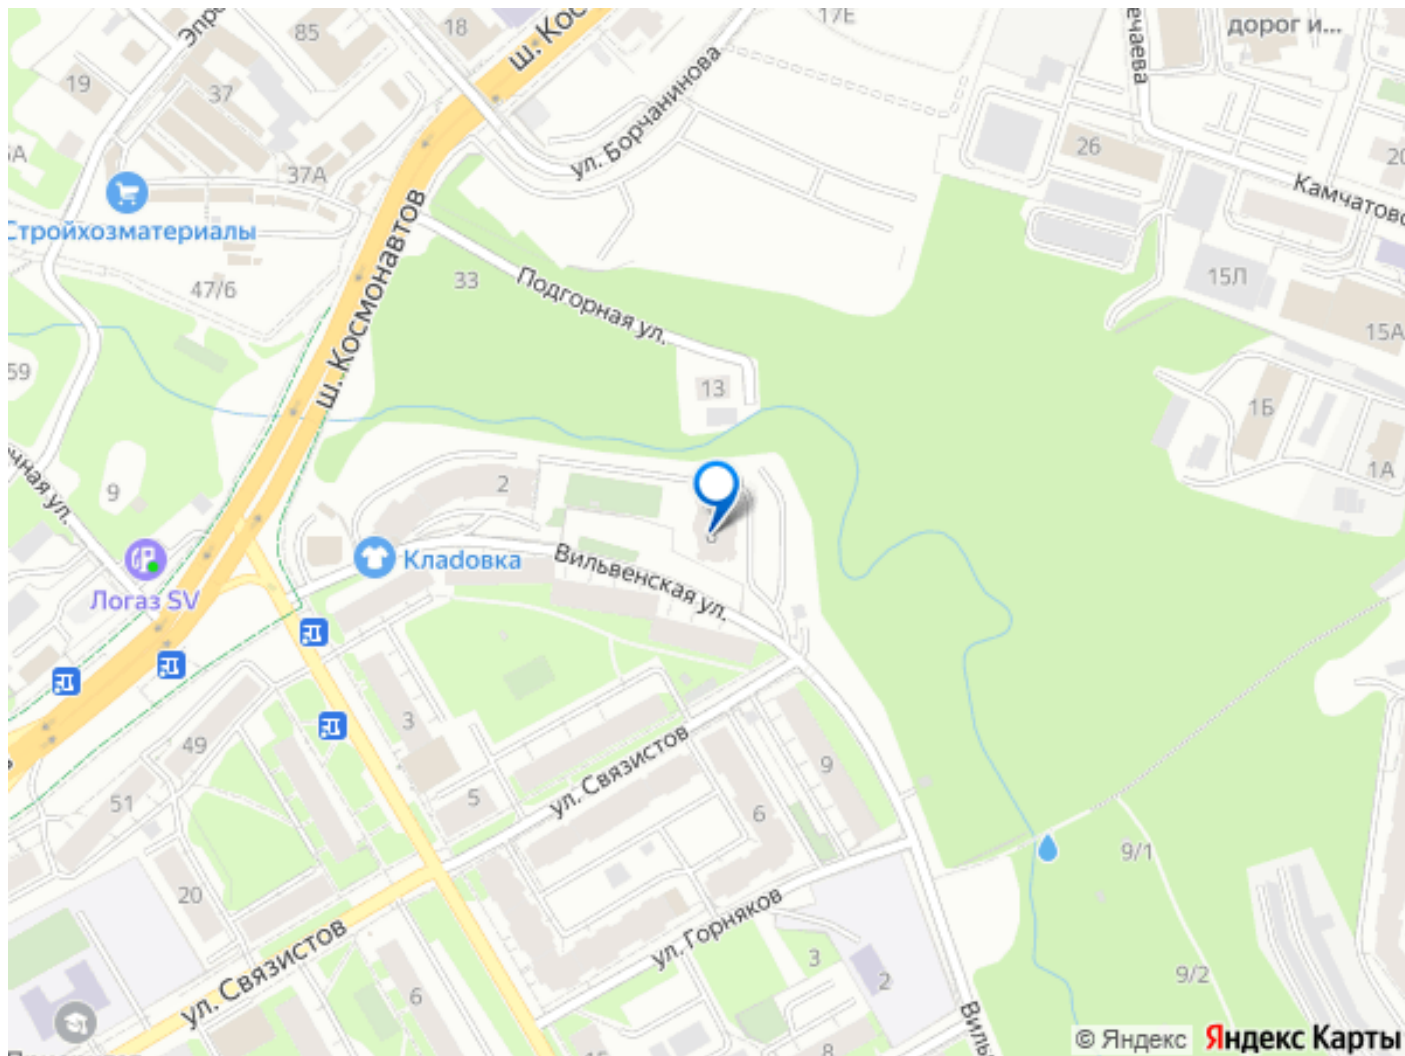 17Е
дорог и...
ш. Кос
85
18
19
37
37А
Стройхозматериалы
47/6
ш. Космонавтов
ул. Борчанинова
33
Подгорная ул.
13
26
20
Камчатовс
15Л
15А
1Б
1А
59
9
2
Кладовка
Вильвенская ул.
Логаз SV
3
49
51
5
ул. Связистов
9
6
20
ул. Связистов
6
ул. Горняков
3
2
8
9/1
9/2
© Яндекс
Яндекс Карты